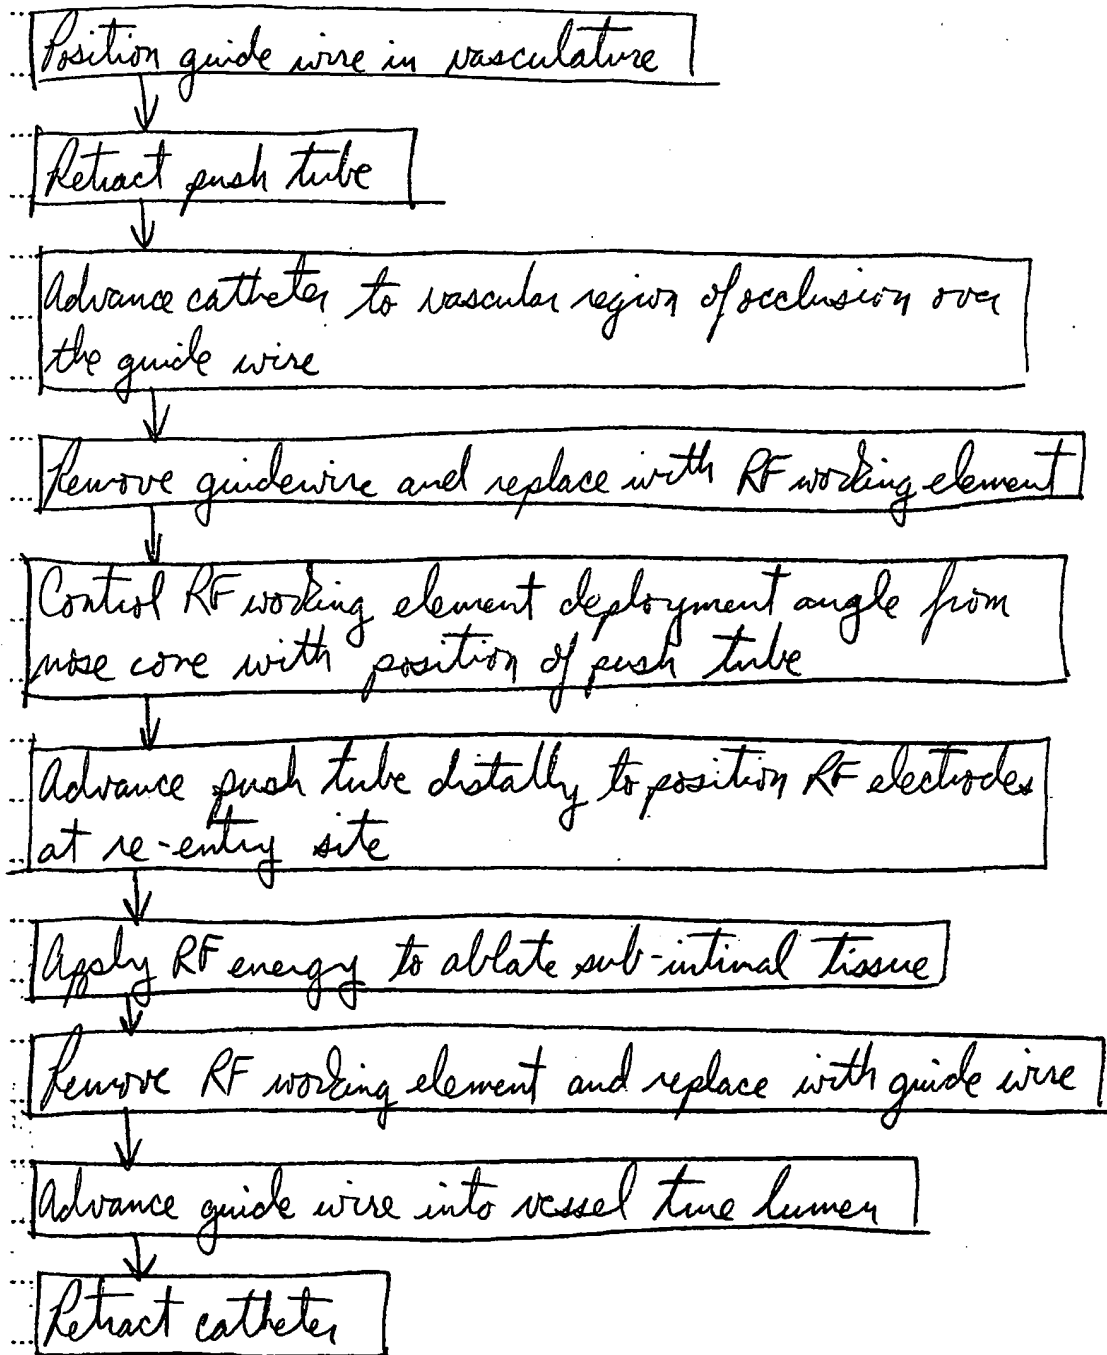 Position guide wire in vasculature
Retract push tube
Advance catheter to vascular region of occlusion over
the guide wire
Remove guidewire and replace with RF working element
Control RF working element deployment angle from
nose cone with position of push tube
Advance push tube distally to position RF electrodes
at re-entry site
Apply RF energy to ablate sub-intimal tissue
Remove RF working element and replace with guide wire
Advance guide wire into vessel true lumen
Retract catheter